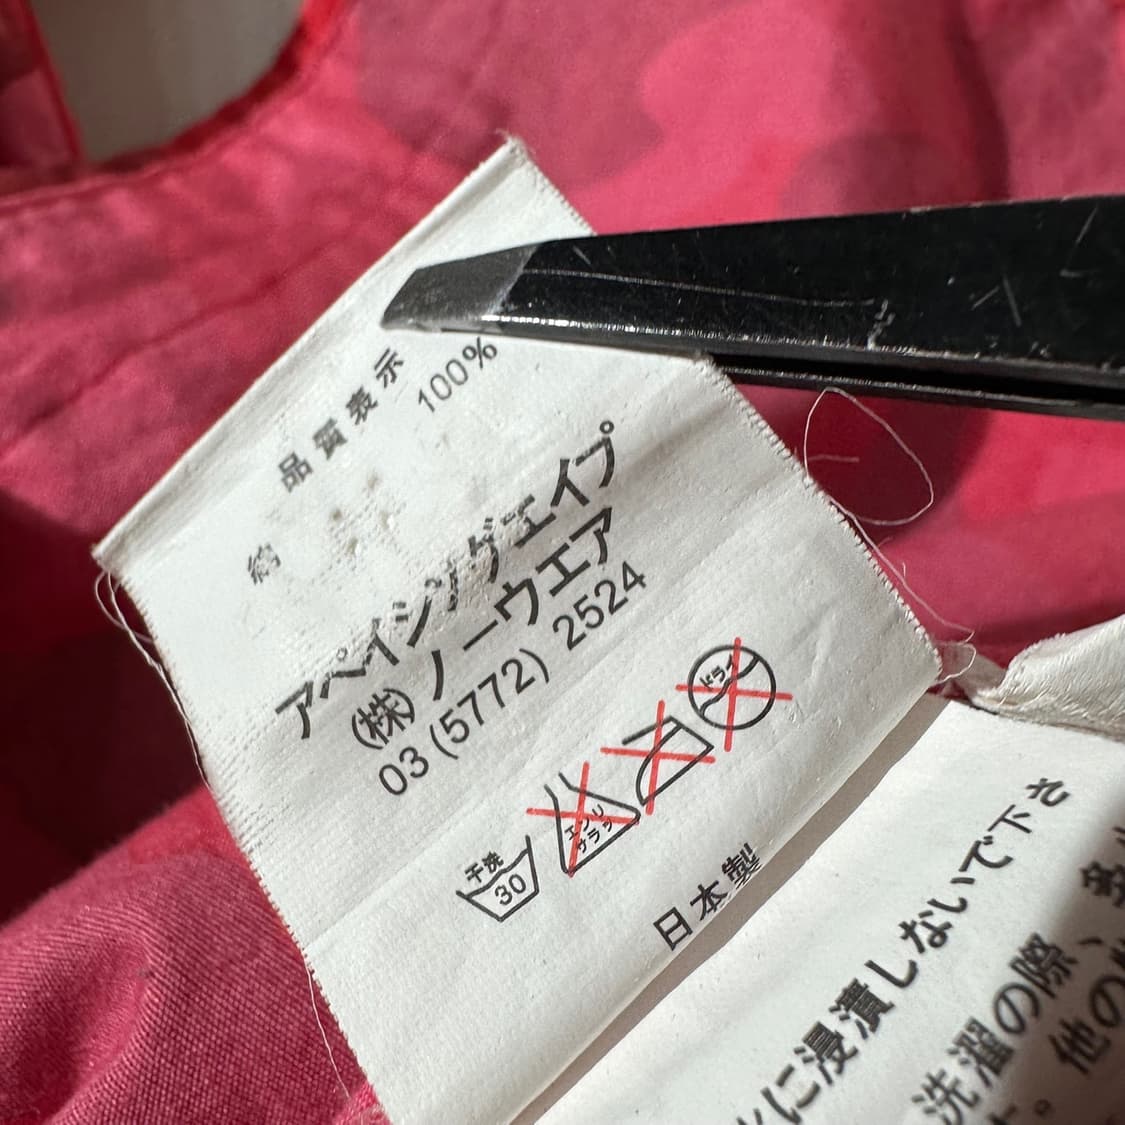 品質表示
綿 100%
アベイシングエイプ
(株)ノーウエア
03 (5772) 2524
手洗
30
エンソ
サラシ
ドライ
日本製
水に浸漬しないで下さ
洗濯の際、
他の